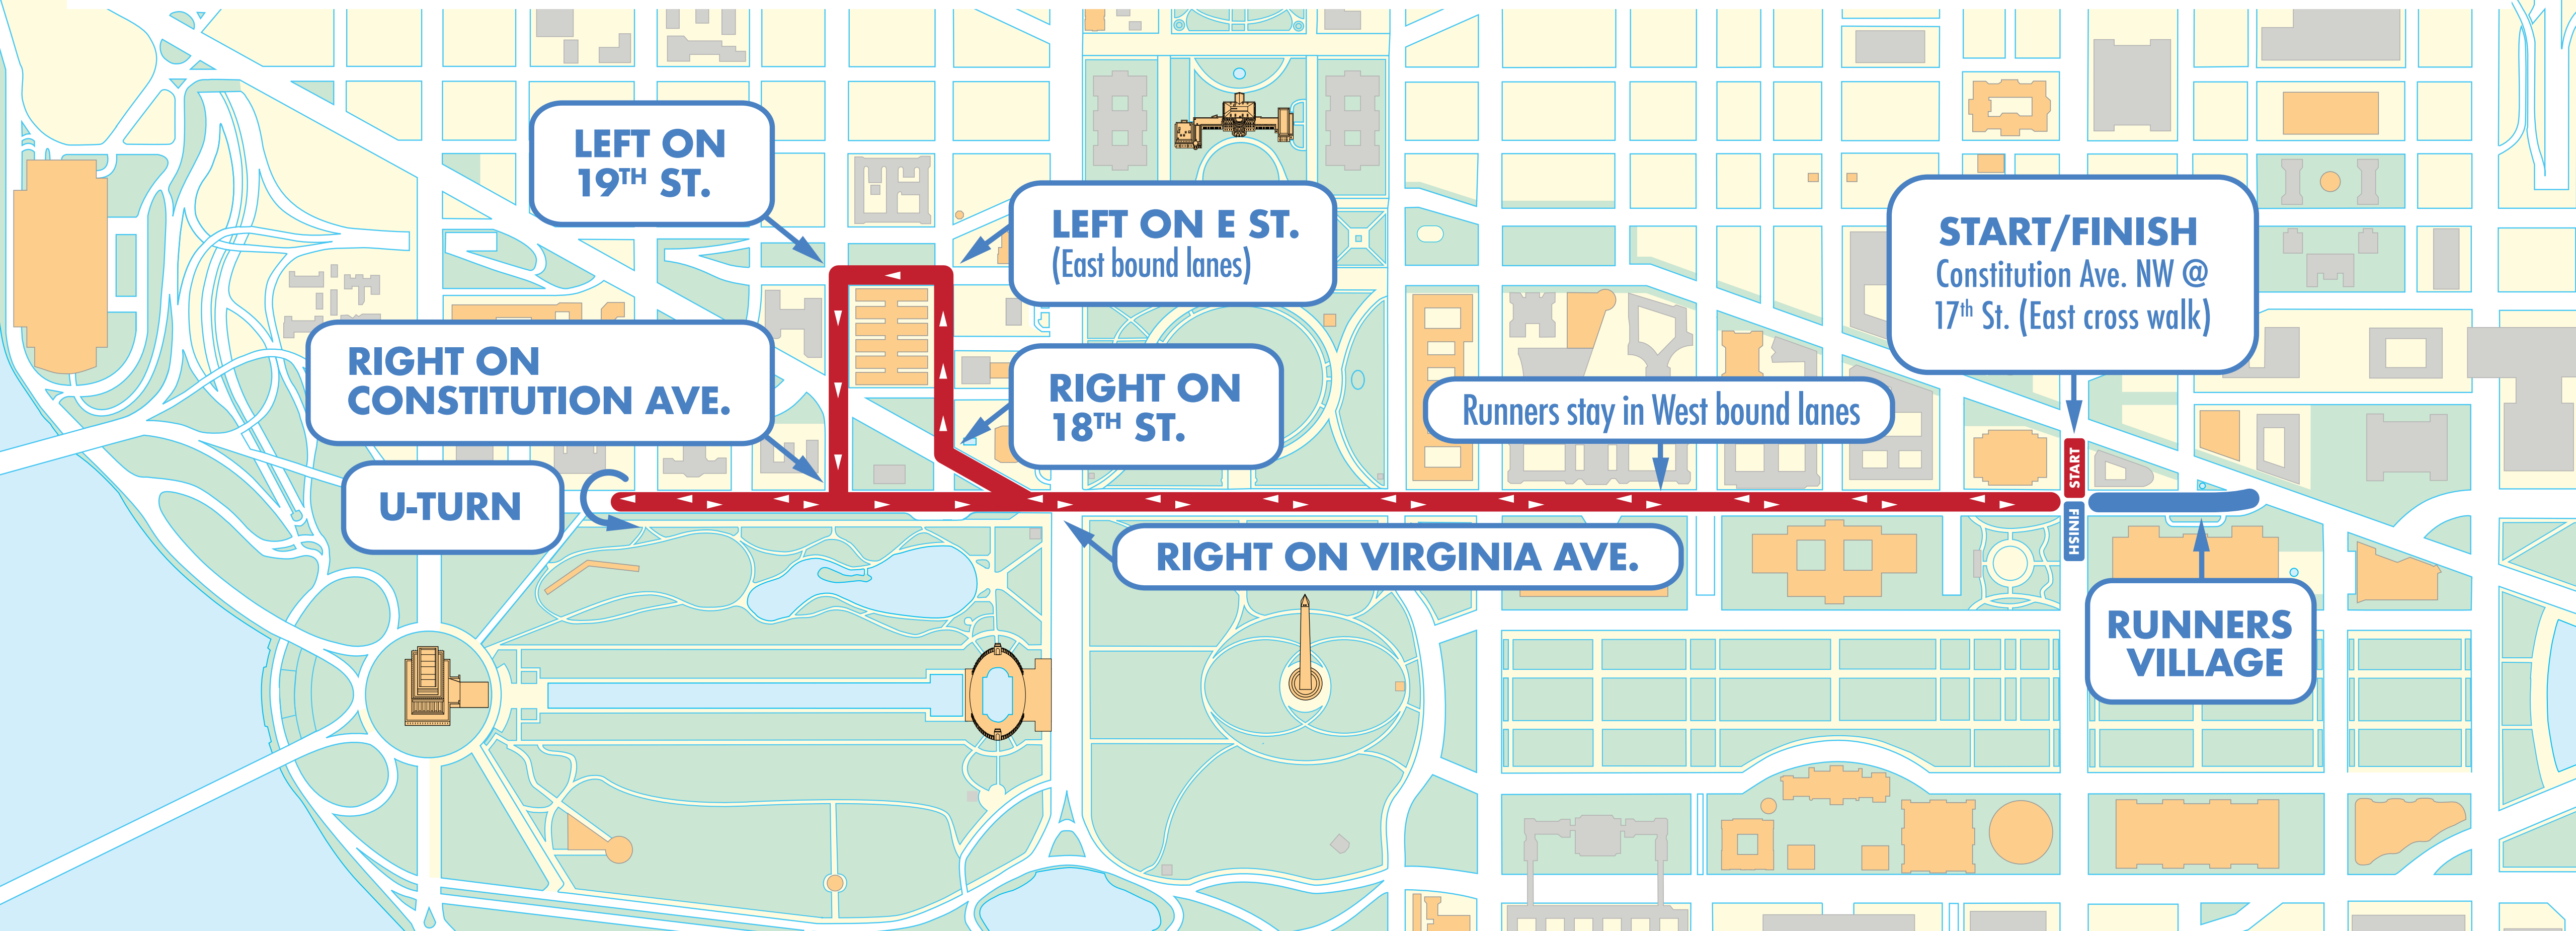 LEFT ON
19TH ST.
LEFT ON E ST.
(East bound lanes)
START/FINISH
Constitution Ave. NW @
17th St. (East cross walk)
RIGHT ON
CONSTITUTION AVE.
RIGHT ON
18TH ST.
Runners stay in West bound lanes
U-TURN
START
FINISH
RIGHT ON VIRGINIA AVE.
RUNNERS
VILLAGE